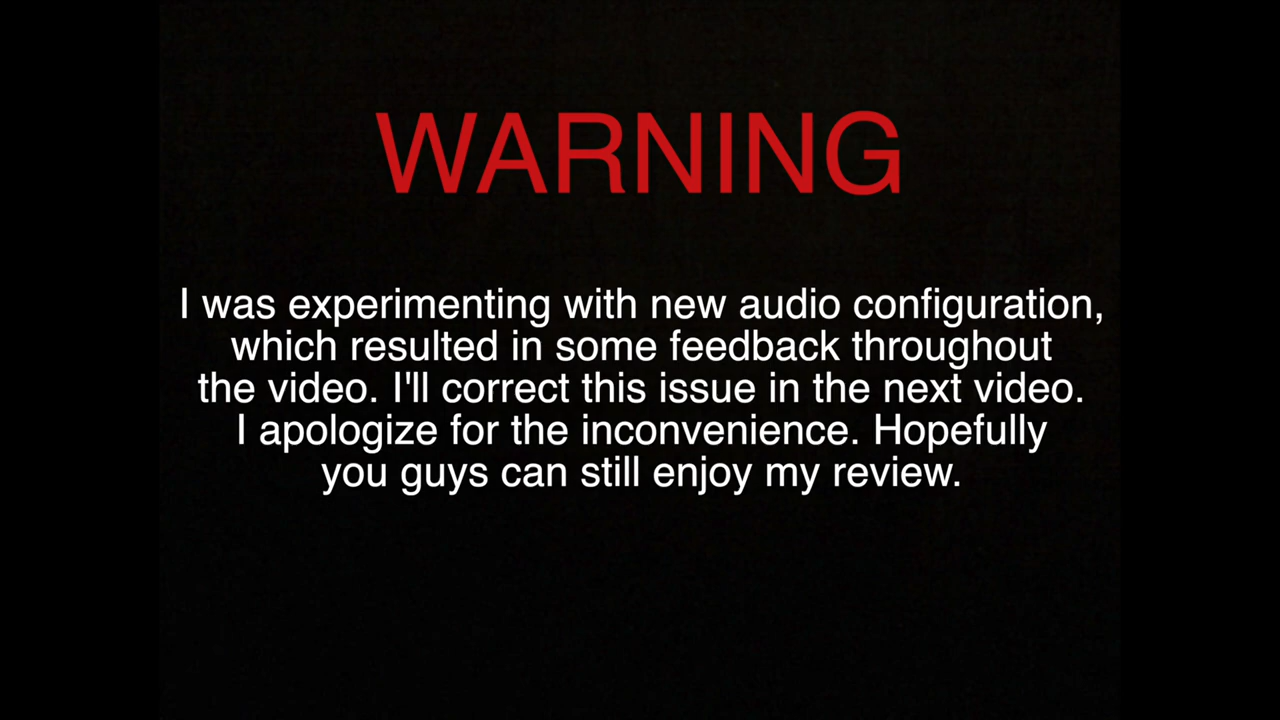 WARNING
I was experimenting with new audio configuration,
which resulted in some feedback throughout
the video. I'll correct this issue in the next video.
I apologize for the inconvenience. Hopefully
you guys can still enjoy my review.